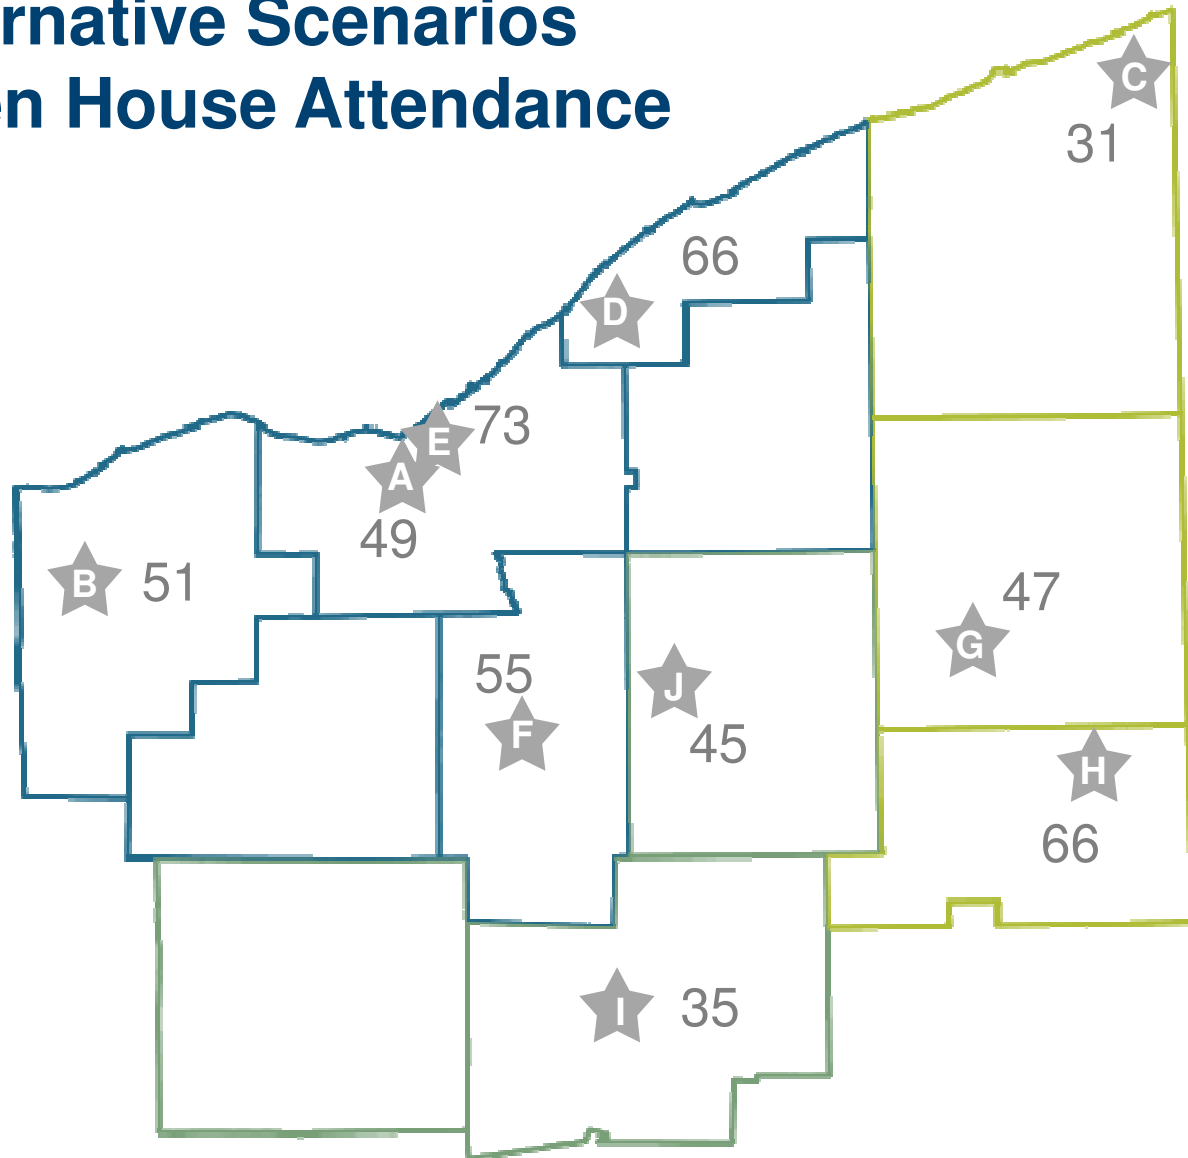 rnative Scenarios
en House Attendance
C
31
66
D
E 73
A
49
B 51
47
G
55
J
F
45
H
66
I 35